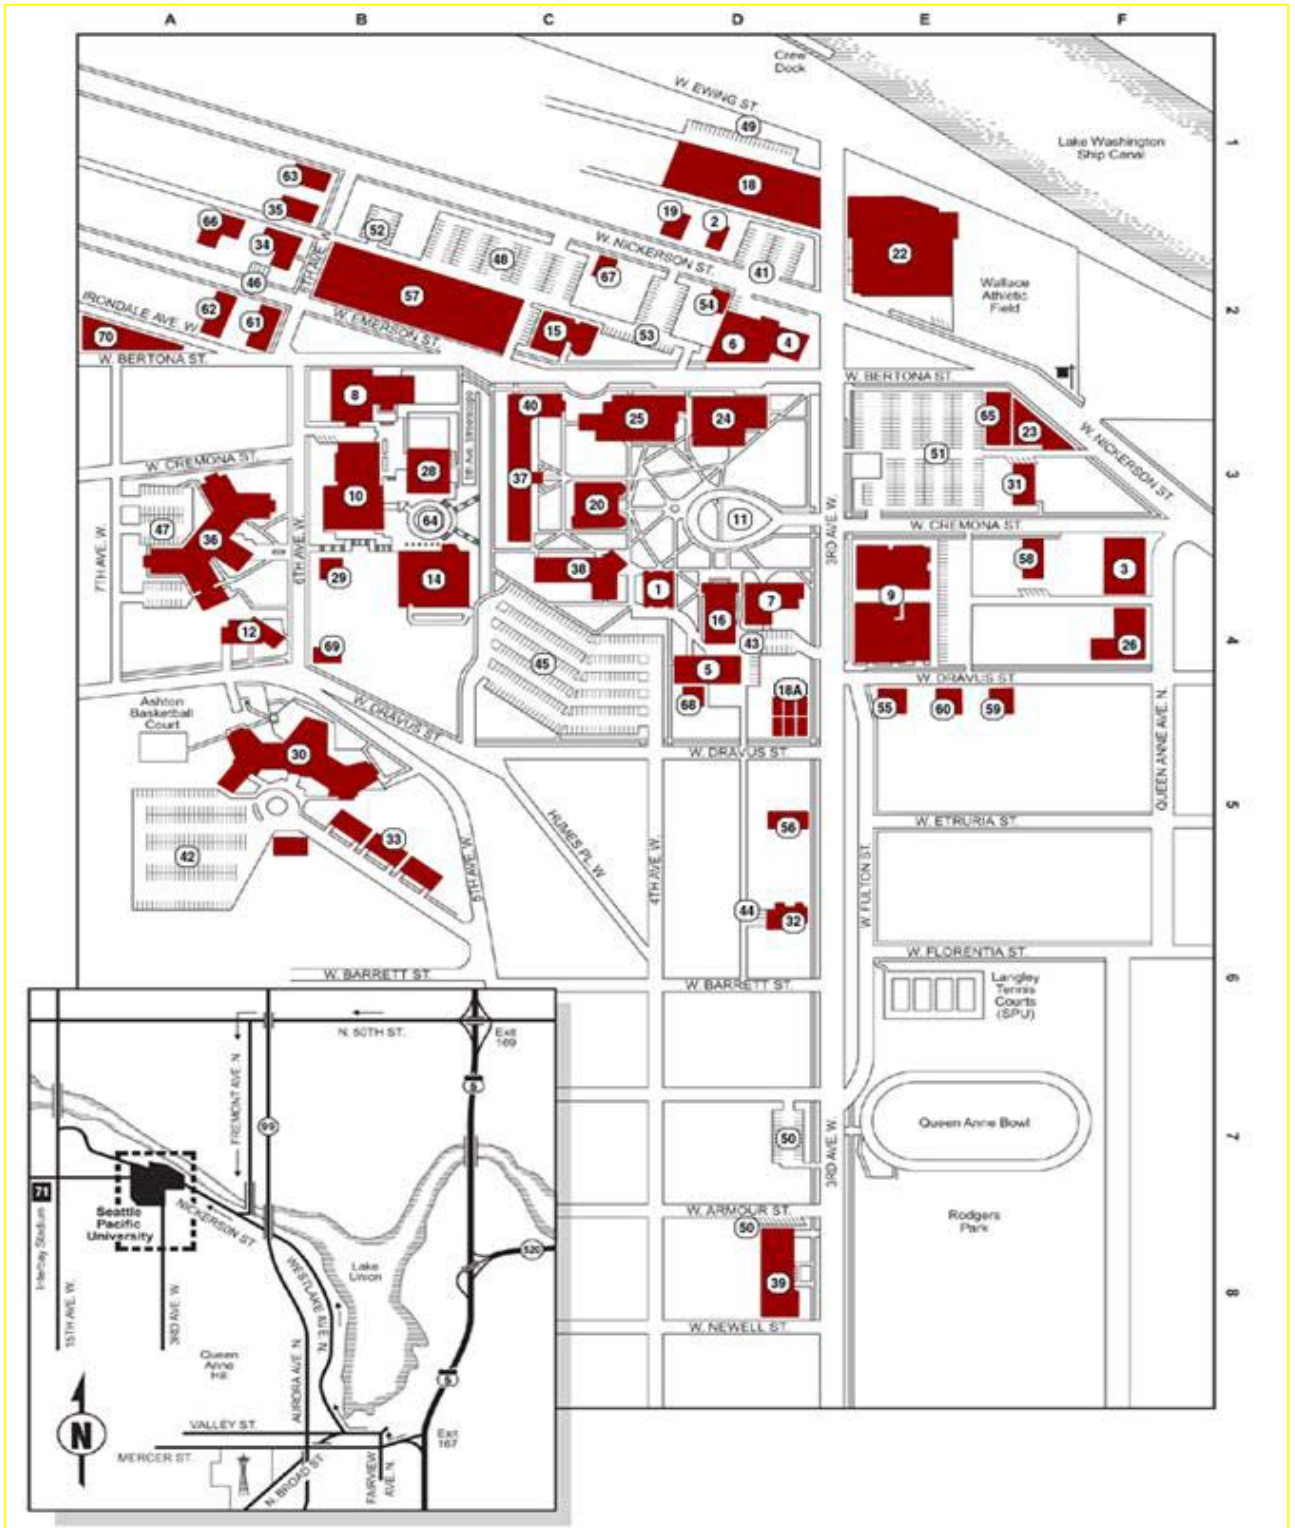 A B C D E F
Crew
Dock
W. EWING ST.
49
1
Lake Washington
Ship Canal
63
18
35
19
2
66
52
W. NICKERSON ST.
34
48
22
67
41
46
6TH AVE. W.
57
Wallace
Athletic
Field
54
62
61
IRONDALE AVE. W
W. EMERSON ST.
15
53
6
4
2
70
W. BERTONA ST.
W. BERTONA ST.
8
40
25
24
65
23
W. NICKERSON ST.
5th Ave. Streetscape
W. CREMONA ST.
28
51
3
37
31
10
20
11
47
64
W. CREMONA ST.
36
7TH AVE. W.
6TH AVE. W.
3RD AVE. W.
29
14
38
58
3
1
7
9
16
12
43
26
4
69
45
5
W. DRAVUS ST.
68
18A
55
60
59
Ashton
Basketball
Court
W. DRAVUS ST.
QUEEN ANNE AVE. N.
30
W. DRAVUS ST.
5
HUMES PL. W
56
W. ETRURIA ST.
33
42
5TH AVE. W.
4TH AVE. W.
W. FULTON ST.
44
32
W. FLORENTIA ST.
W. BARRETT ST.
W. BARRETT ST.
6
Langley
Tennis
Courts
(SPU)
N. 50TH ST.
Exit
169
FREMONT AVE. N
5
99
Queen Anne Bowl
50
7
3RD AVE. W.
71
Seattle
Pacific
University
NICKERSON ST
W. ARMOUR ST.
50
Rodgers
Park
Interbay Stadium
520
Lake
Union
WESTLAKE AVE. N
39
8
15TH AVE. W.
3RD AVE. W
W. NEWELL ST.
Queen
Anne
Hill
AURORA AVE. N
5
N
VALLEY ST.
Exit
167
MERCER ST.
N. BROAD ST.
FAIRVIEW
AVE. N.